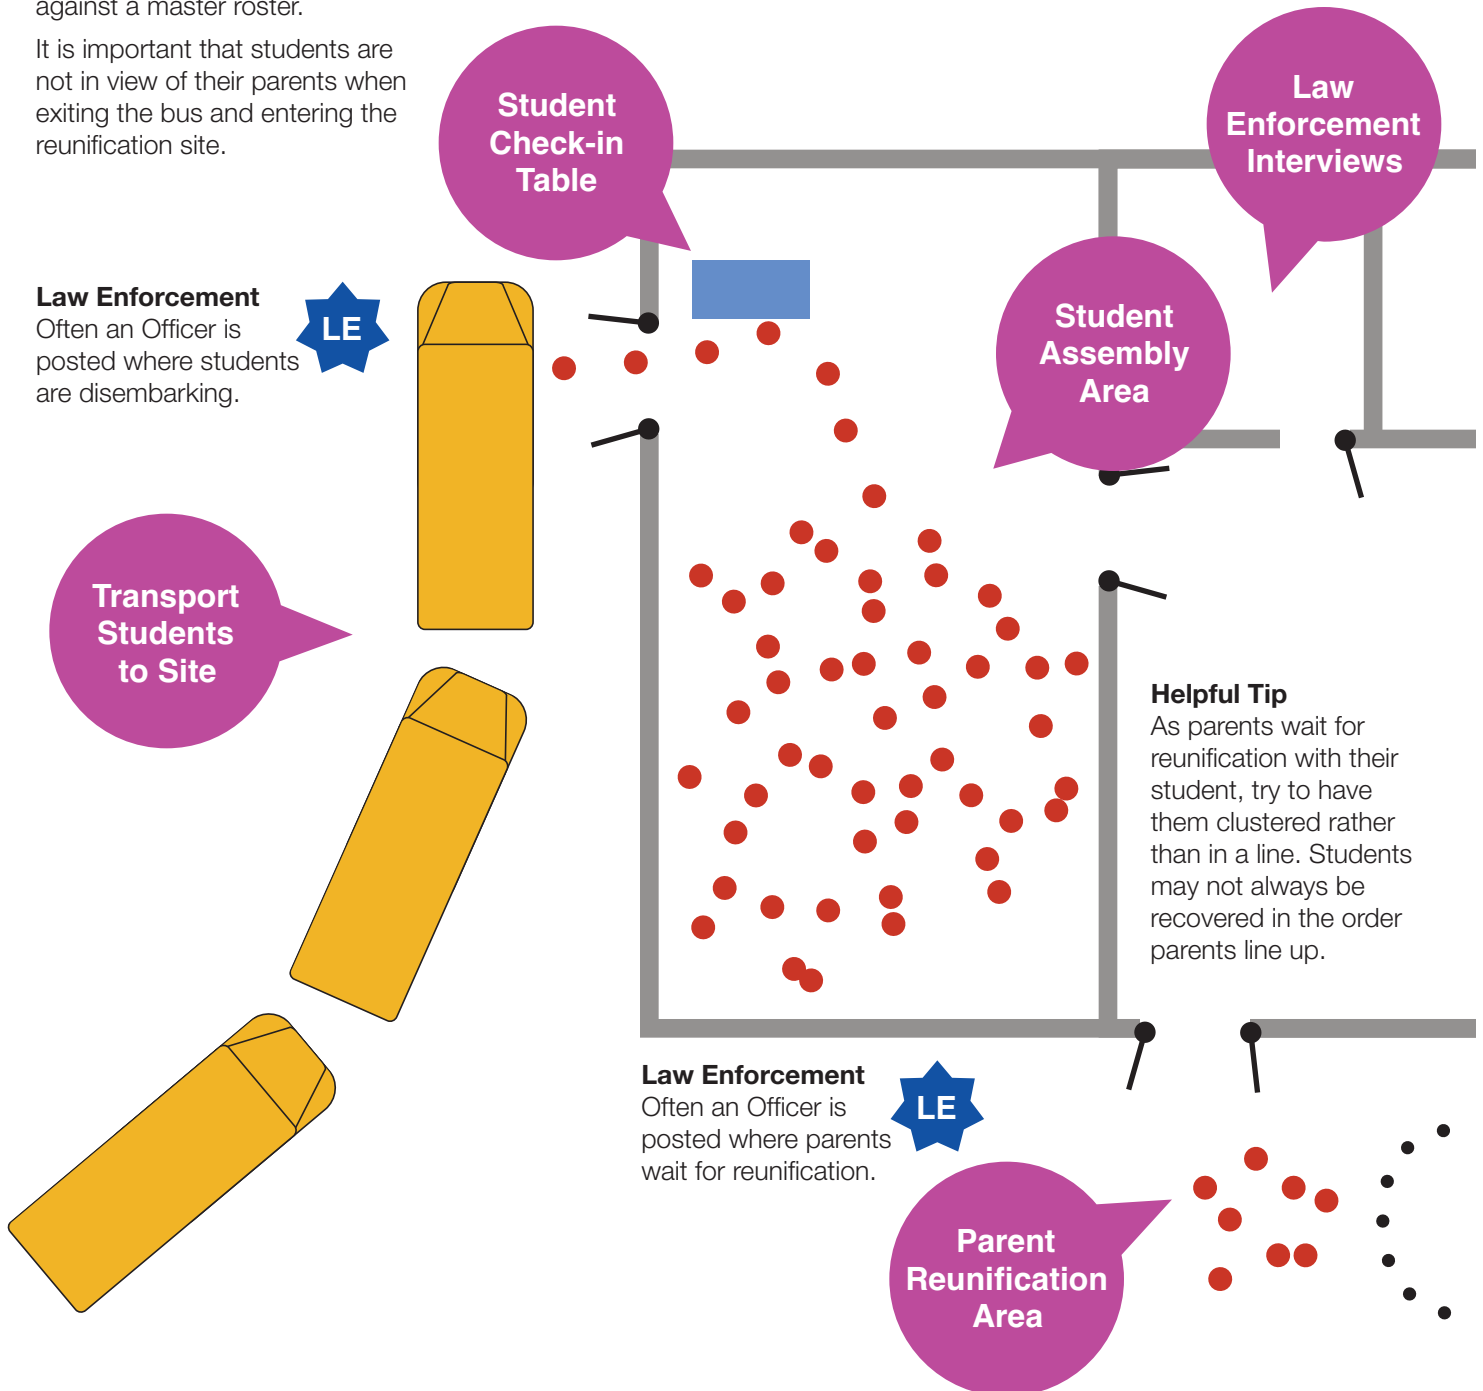 against a master roster.
It is important that students are
not in view of their parents when
exiting the bus and entering the
reunification site.
Student
Check-in
Table
Law
Enforcement
Interviews
Law Enforcement
Often an Officer is
posted where students
are disembarking.
LE
Student
Assembly
Area
Transport
Students
to Site
Helpful Tip
As parents wait for
reunification with their
student, try to have
them clustered rather
than in a line. Students
may not always be
recovered in the order
parents line up.
Law Enforcement
Often an Officer is
posted where parents
wait for reunification.
LE
Parent
Reunification
Area